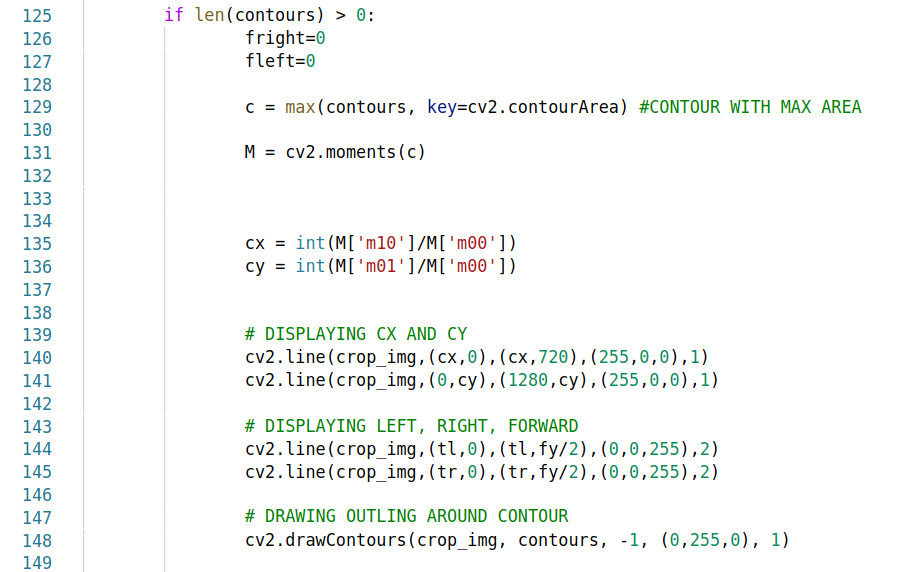 125 if len(contours) > 0:
126 fright=0
127 fleft=0
128
129 c = max(contours, key=cv2.contourArea) #CONTOUR WITH MAX AREA
130
131 M = cv2.moments(c)
132
133
134
135 cx = int(M['m10']/M['m00'])
136 cy = int(M['m01']/M['m00'])
137
138
139 # DISPLAYING CX AND CY
140 cv2.line(crop_img,(cx,0),(cx,720),(255,0,0),1)
141 cv2.line(crop_img,(0,cy),(1280,cy),(255,0,0),1)
142
143 # DISPLAYING LEFT, RIGHT, FORWARD
144 cv2.line(crop_img,(tl,0),(tl,fy/2),(0,0,255),2)
145 cv2.line(crop_img,(tr,0),(tr,fy/2),(0,0,255),2)
146
147 # DRAWING OUTLING AROUND CONTOUR
148 cv2.drawContours(crop_img, contours, -1, (0,255,0), 1)
149